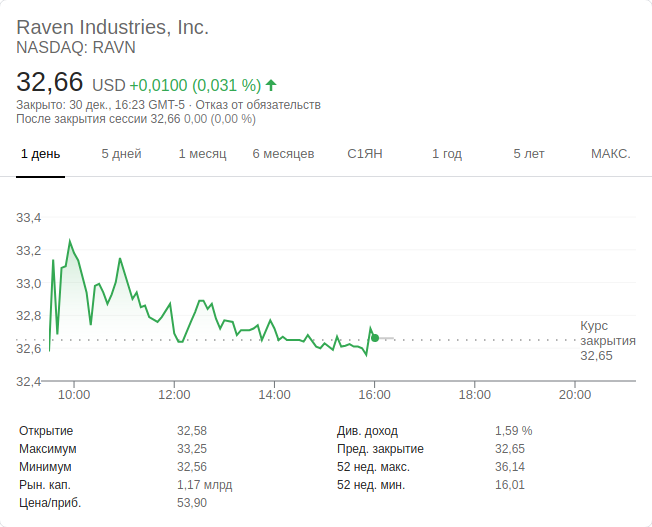 Raven Industries, Inc.
NASDAQ: RAVN
32,66 USD +0,0100 (0,031 %)
Закрыто: 30 дек., 16:23 GMT-5 · Отказ от обязательств
После закрытия сессии 32,66 0,00 (0,00 %)
1 день 5 дней 1 месяц 6 месяцев С1ЯН 1 год 5 лет МАКС.
33,4
33,2
33,0
32,8
32,6
32,4
Курс
закрытия
32,65
10:00 12:00 14:00 16:00 18:00 20:00
Открытие 32,58 Див. доход 1,59 %
Максимум 33,25 Пред. закрытие 32,65
Минимум 32,56 52 нед. макс. 36,14
Рын. кап. 1,17 млрд 52 нед. мин. 16,01
Цена/приб. 53,90